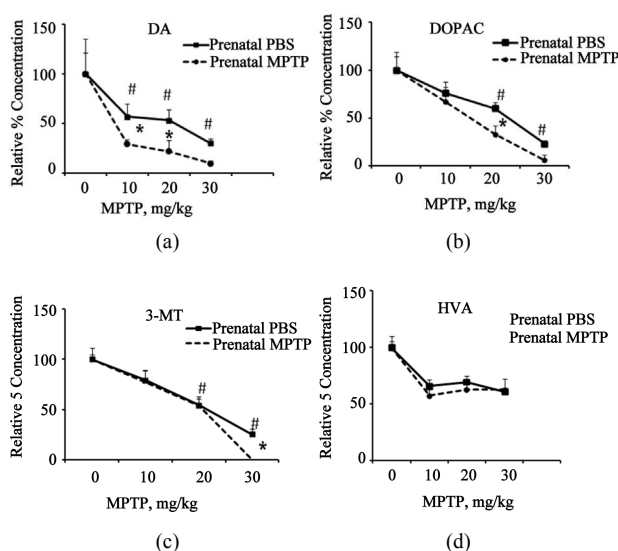 DA
Prenatal PBS
Prenatal MPTP
Relative % Concentration
150
100
50
0
#
#
#
*
*
0 10 20 30
MPTP, mg/kg
(a)
DOPAC
Prenatal PBS
Prenatal MPTP
Relative % Concentration
150
100
50
0
#
#
*
0 10 20 30
MPTP, mg/kg
(b)
3-MT
Prenatal PBS
Prenatal MPTP
Relative 5 Concentration
150
100
50
0
#
#
*
0 10 20 30
MPTP, mg/kg
(c)
HVA
Prenatal PBS
Prenatal MPTP
Relative 5 Concentration
150
100
50
0
0 10 20 30
MPTP, mg/kg
(d)